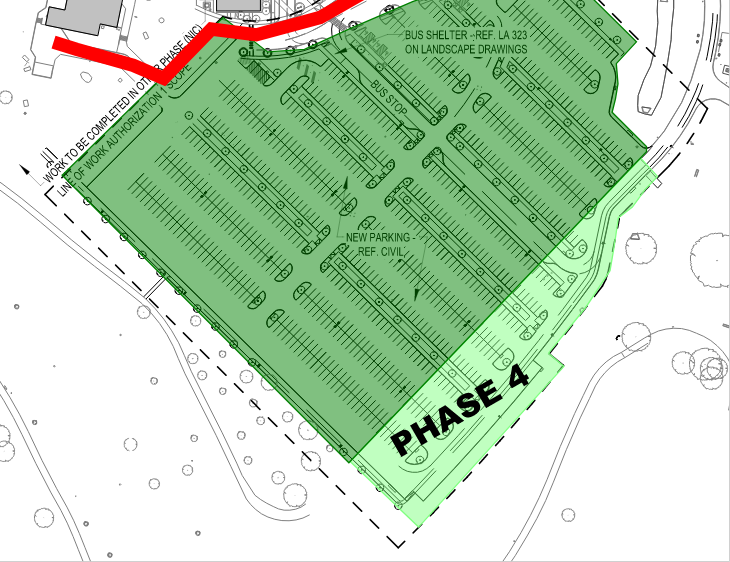 BUS SHELTER - REF. LA 323
ON LANDSCAPE DRAWINGS
WORK TO BE COMPLETED IN OTHER PHASE (NIC)
LINE OF WORK AUTHORIZATION 1 SCOPE
BUS STOP
NEW PARKING -
REF. CIVIL
PHASE 4